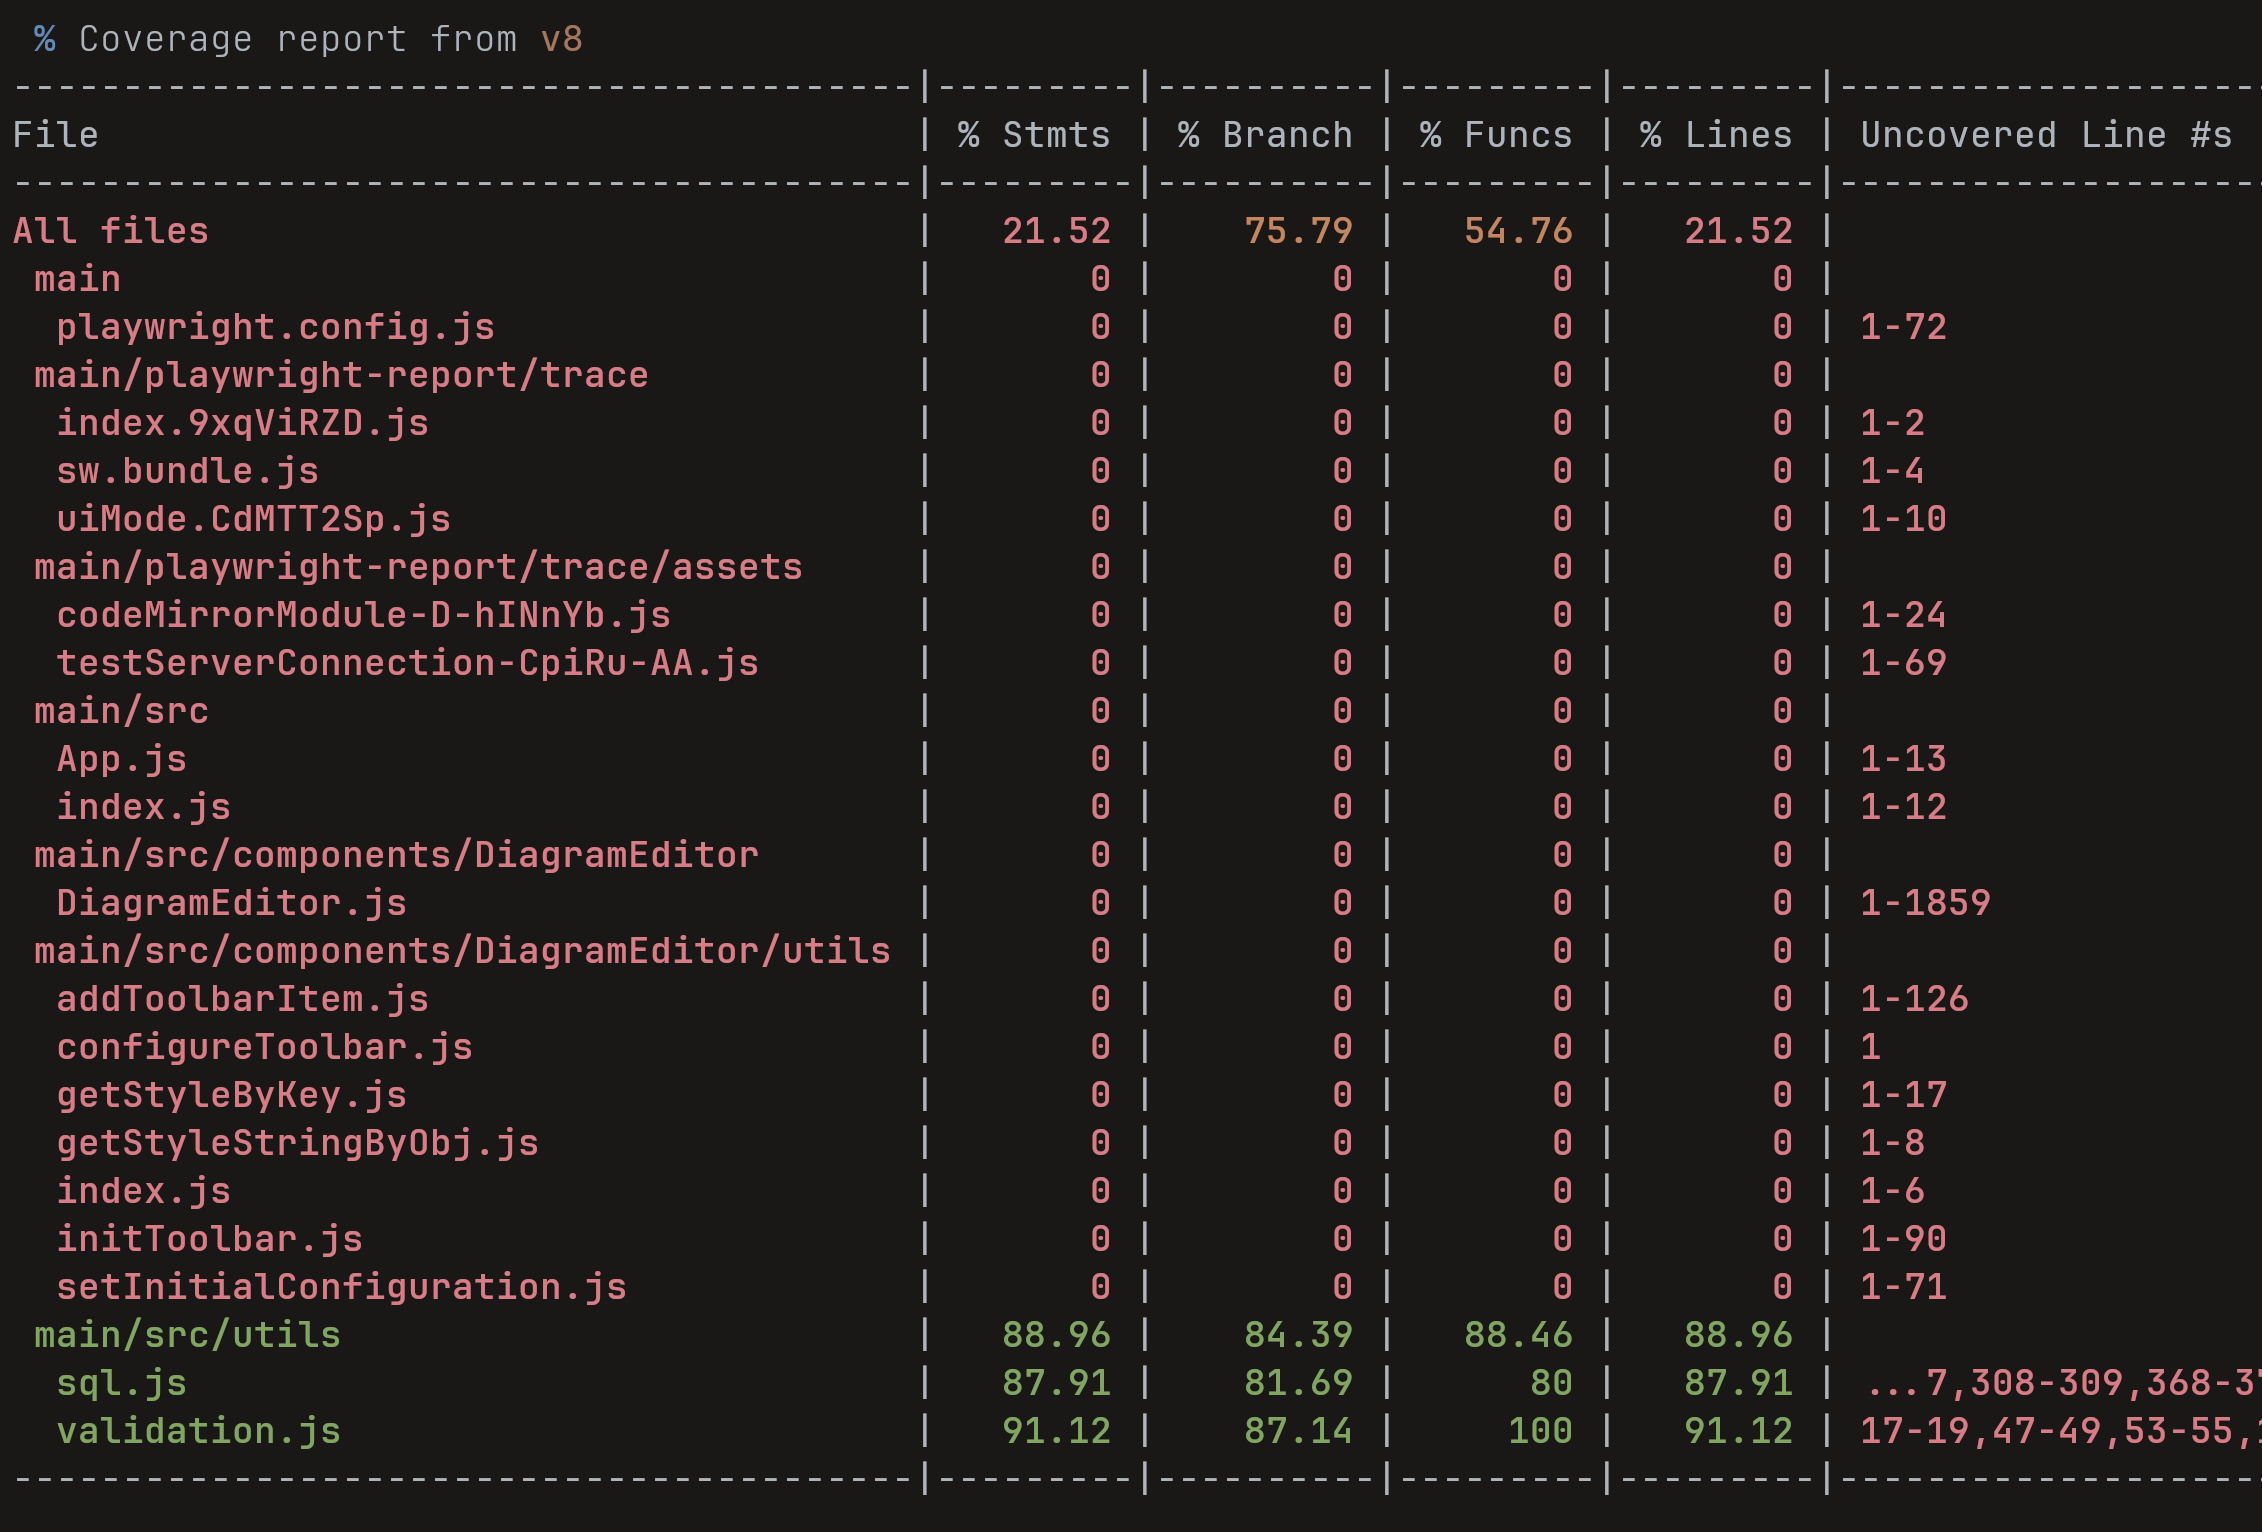 % Coverage report from v8
----------------------------------------|---------|----------|---------|---------|-------------------
File | % Stmts | % Branch | % Funcs | % Lines | Uncovered Line #s
----------------------------------------|---------|----------|---------|---------|-------------------
All files | 21.52 | 75.79 | 54.76 | 21.52 |
main | 0 | 0 | 0 | 0 |
playwright.config.js | 0 | 0 | 0 | 0 | 1-72
main/playwright-report/trace | 0 | 0 | 0 | 0 |
index.9xqViRZD.js | 0 | 0 | 0 | 0 | 1-2
sw.bundle.js | 0 | 0 | 0 | 0 | 1-4
uiMode.CdMTT2Sp.js | 0 | 0 | 0 | 0 | 1-10
main/playwright-report/trace/assets | 0 | 0 | 0 | 0 |
codeMirrorModule-D-hINnYb.js | 0 | 0 | 0 | 0 | 1-24
testServerConnection-CpiRu-AA.js | 0 | 0 | 0 | 0 | 1-69
main/src | 0 | 0 | 0 | 0 |
App.js | 0 | 0 | 0 | 0 | 1-13
index.js | 0 | 0 | 0 | 0 | 1-12
main/src/components/DiagramEditor | 0 | 0 | 0 | 0 |
DiagramEditor.js | 0 | 0 | 0 | 0 | 1-1859
main/src/components/DiagramEditor/utils | 0 | 0 | 0 | 0 |
addToolbarItem.js | 0 | 0 | 0 | 0 | 1-126
configureToolbar.js | 0 | 0 | 0 | 0 | 1
getStyleByKey.js | 0 | 0 | 0 | 0 | 1-17
getStyleStringByObj.js | 0 | 0 | 0 | 0 | 1-8
index.js | 0 | 0 | 0 | 0 | 1-6
initToolbar.js | 0 | 0 | 0 | 0 | 1-90
setInitialConfiguration.js | 0 | 0 | 0 | 0 | 1-71
main/src/utils | 88.96 | 84.39 | 88.46 | 88.96 |
sql.js | 87.91 | 81.69 | 80 | 87.91 | ...7,308-309,368-3
validation.js | 91.12 | 87.14 | 100 | 91.12 | 17-19,47-49,53-55,
----------------------------------------|---------|----------|---------|---------|-------------------